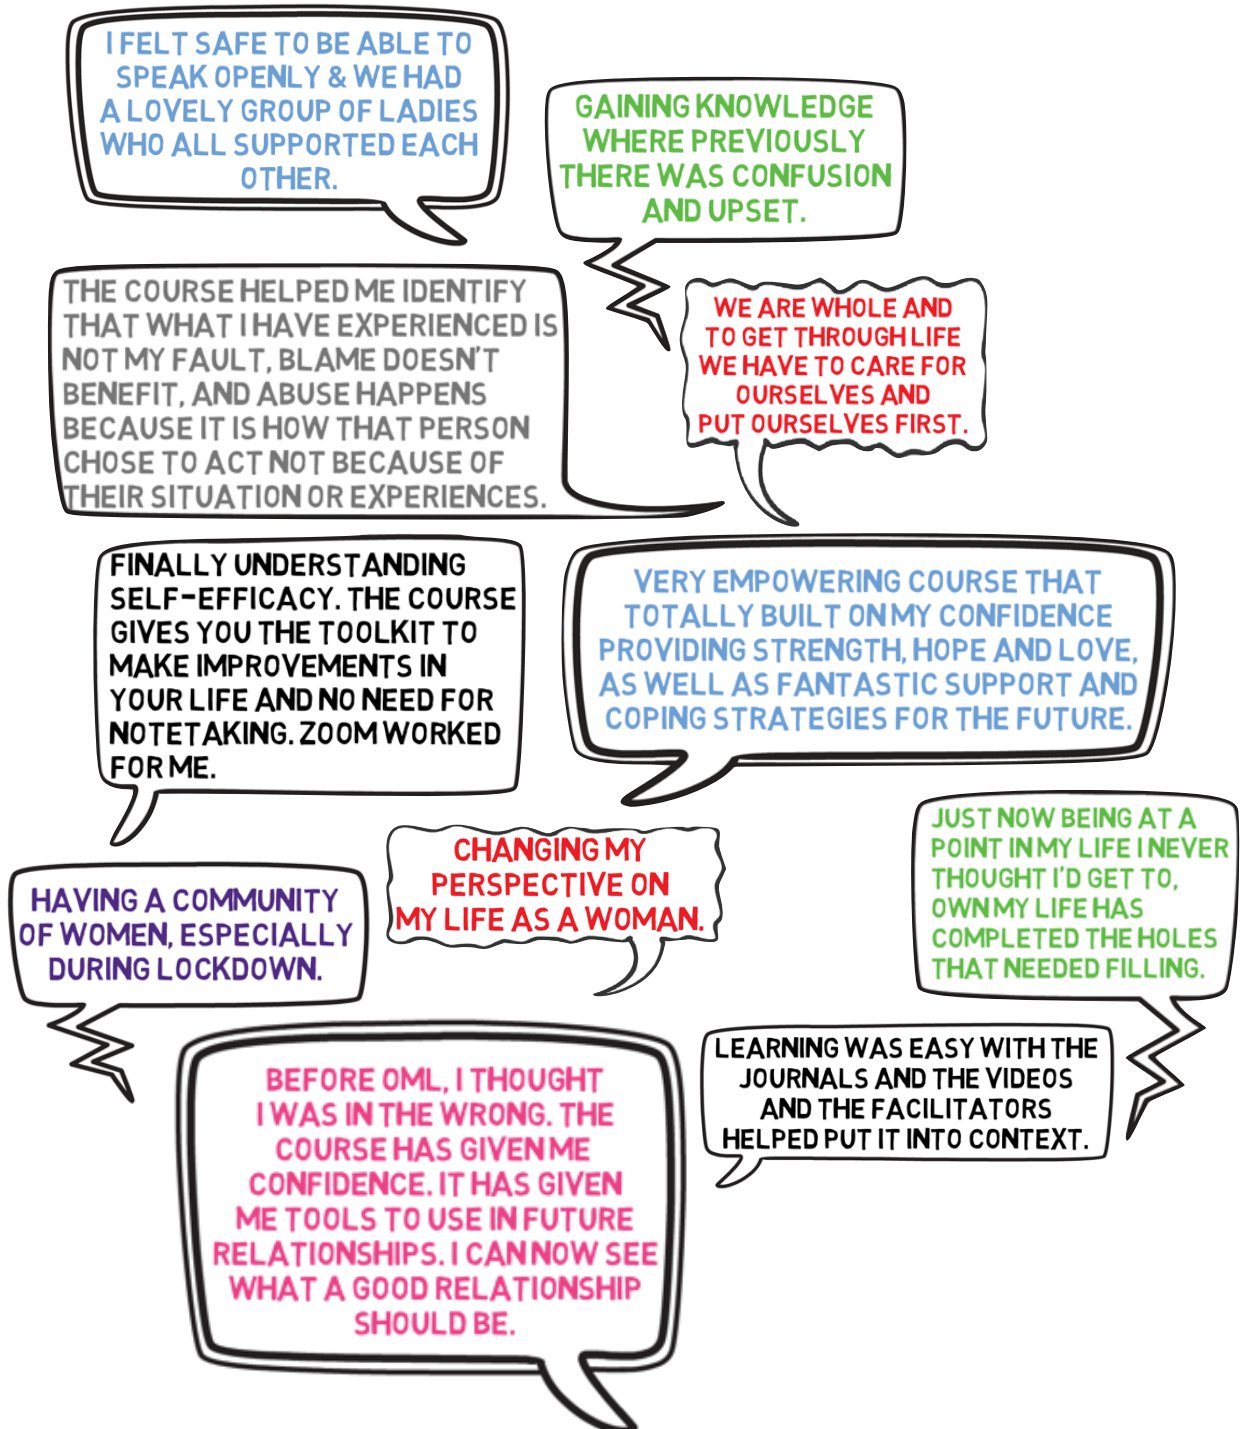 I FELT SAFE TO BE ABLE TO
SPEAK OPENLY & WE HAD
A LOVELY GROUP OF LADIES
WHO ALL SUPPORTED EACH
OTHER.
GAINING KNOWLEDGE
WHERE PREVIOUSLY
THERE WAS CONFUSION
AND UPSET.
THE COURSE HELPED ME IDENTIFY
THAT WHAT I HAVE EXPERIENCED IS
NOT MY FAULT, BLAME DOESN'T
BENEFIT, AND ABUSE HAPPENS
BECAUSE IT IS HOW THAT PERSON
CHOSE TO ACT NOT BECAUSE OF
THEIR SITUATION OR EXPERIENCES.
WE ARE WHOLE AND
TO GET THROUGH LIFE
WE HAVE TO CARE FOR
OURSELVES AND
PUT OURSELVES FIRST.
FINALLY UNDERSTANDING
SELF-EFFICACY. THE COURSE
GIVES YOU THE TOOLKIT TO
MAKE IMPROVEMENTS IN
YOUR LIFE AND NO NEED FOR
NOTETAKING. ZOOM WORKED
FOR ME.
VERY EMPOWERING COURSE THAT
TOTALLY BUILT ON MY CONFIDENCE
PROVIDING STRENGTH, HOPE AND LOVE,
AS WELL AS FANTASTIC SUPPORT AND
COPING STRATEGIES FOR THE FUTURE.
HAVING A COMMUNITY
OF WOMEN, ESPECIALLY
DURING LOCKDOWN.
CHANGING MY
PERSPECTIVE ON
MY LIFE AS A WOMAN.
JUST NOW BEING AT A
POINT IN MY LIFE I NEVER
THOUGHT I'D GET TO,
OWN MY LIFE HAS
COMPLETED THE HOLES
THAT NEEDED FILLING.
BEFORE OML, I THOUGHT
I WAS IN THE WRONG. THE
COURSE HAS GIVEN ME
CONFIDENCE. IT HAS GIVEN
ME TOOLS TO USE IN FUTURE
RELATIONSHIPS. I CAN NOW SEE
WHAT A GOOD RELATIONSHIP
SHOULD BE.
LEARNING WAS EASY WITH THE
JOURNALS AND THE VIDEOS
AND THE FACILITATORS
HELPED PUT IT INTO CONTEXT.